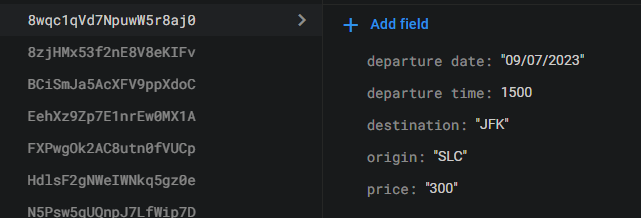 8wqc1qVd7NpuwW5r8aj0
8zjHMx53f2nE8V8eKIFv
BCiSmJa5AcXFV9ppXdoC
EehXz9Zp7E1nrEw0MX1A
FXPwgOk2AC8utn0fVUCp
HdlsF2gNWeIWNkq5gz0e
N5Psw5gUQnpJ7LfWip7D
+ Add field
departure date: "09/07/2023"
departure time: 1500
destination: "JFK"
origin: "SLC"
price: "300"